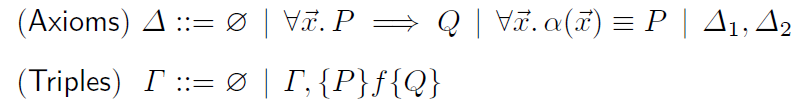 (Axioms) Δ ::= ∅ | ∀x⃗. P ⟹ Q | ∀x⃗. α(x⃗) ≡ P | Δ₁, Δ₂
(Triples) Γ ::= ∅ | Γ, {P}f{Q}